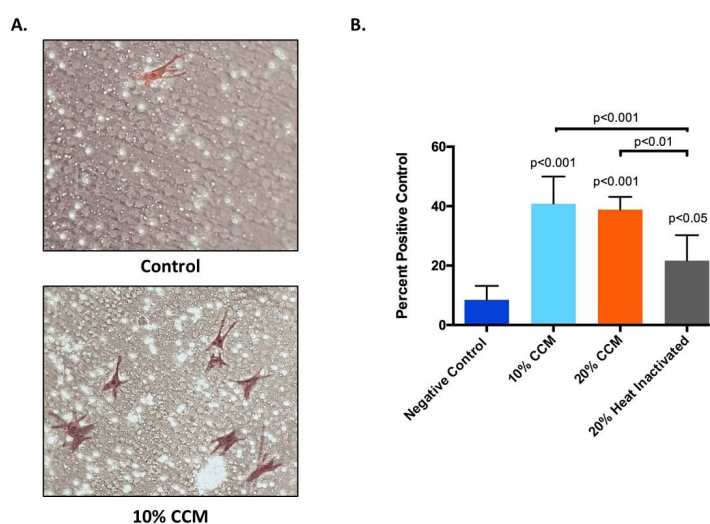 A.
Control
10% CCM
B.
p<0.001
p<0.01
p<0.001
p<0.001
p<0.05
Percent Positive Control
60
40
20
0
Negative Control
10% CCM
20% CCM
20% Heat Inactivated